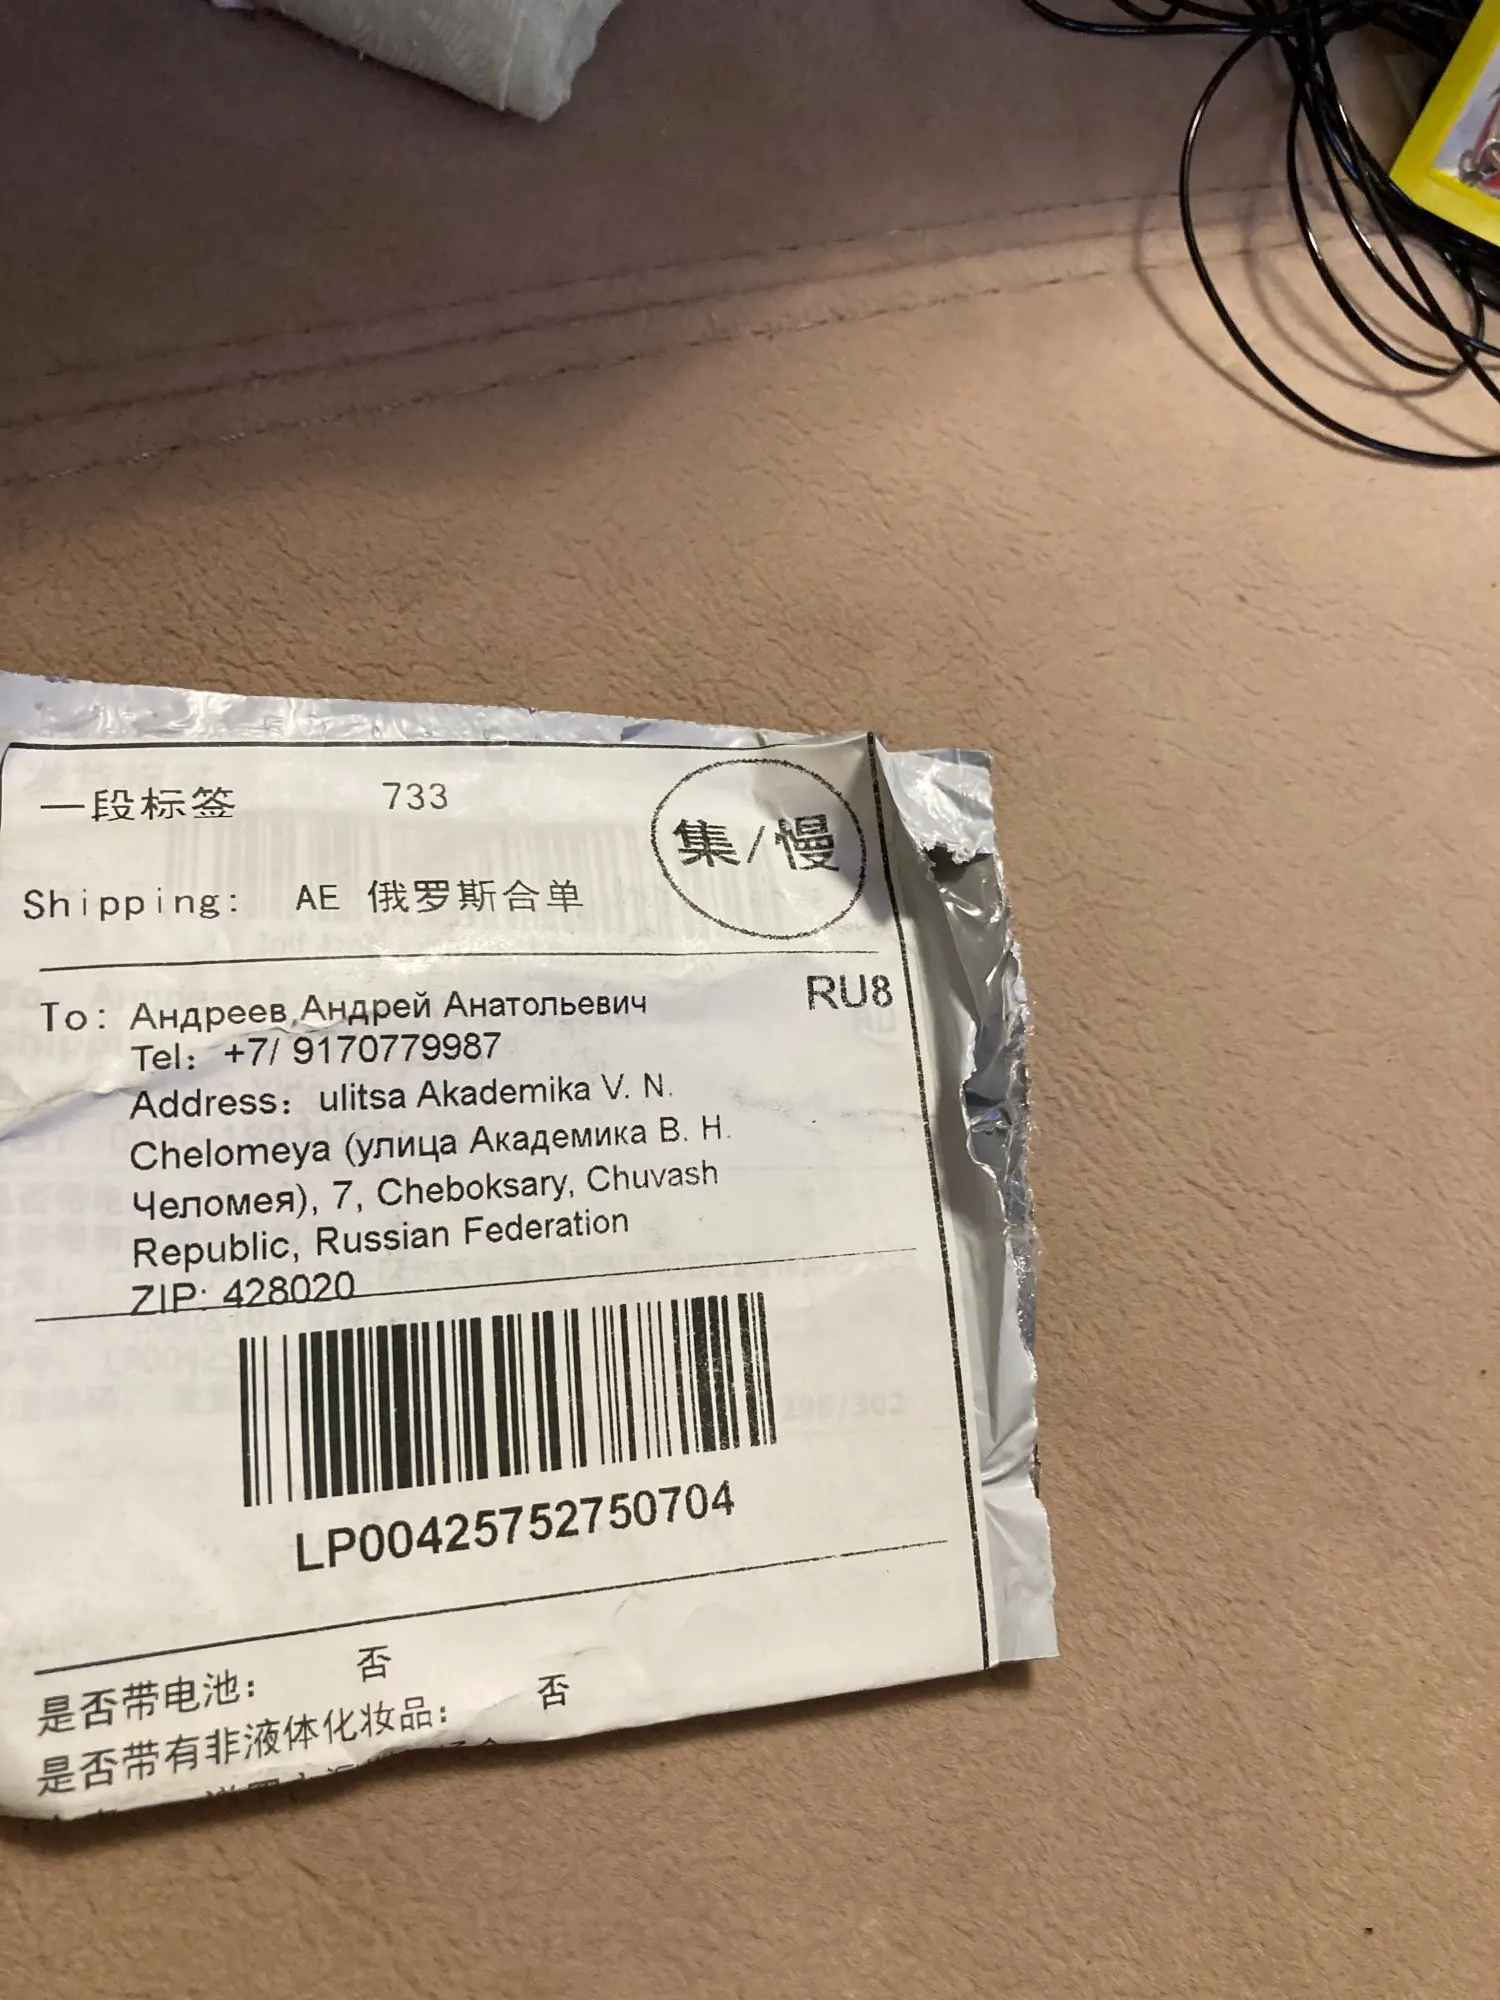 一段标签 733
集/慢
Shipping: AE 俄罗斯合单
RU8
To: Андреев,Андрей Анатольевич
Tel: +7/ 9170779987
Address: ulitsa Akademika V. N.
Chelomeya (улица Академика В. Н.
Челомея), 7, Cheboksary, Chuvash
Republic, Russian Federation
ZIP: 428020
LP00425752750704
是否带电池: 否
是否带有非液体化妆品: 否